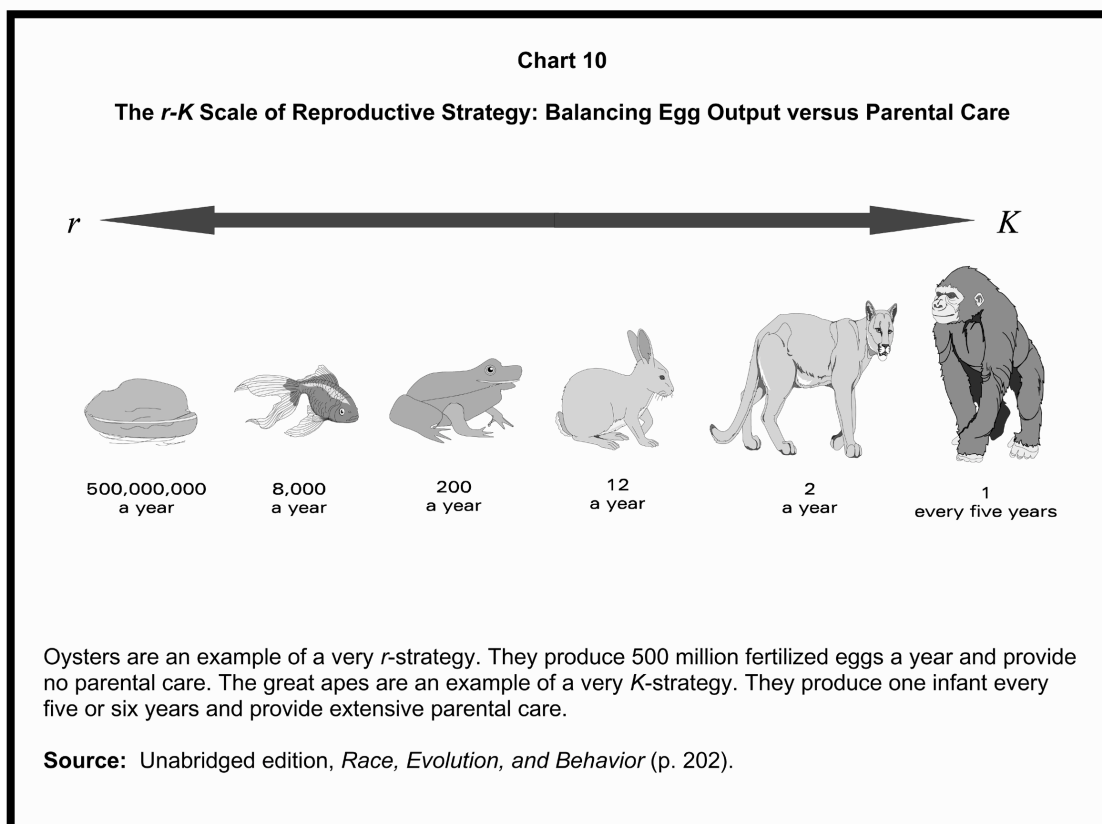 Chart 10
The r-K Scale of Reproductive Strategy: Balancing Egg Output versus Parental Care
r
K
500,000,000
a year
8,000
a year
200
a year
12
a year
2
a year
1
every five years
Oysters are an example of a very r-strategy. They produce 500 million fertilized eggs a year and provide
no parental care. The great apes are an example of a very K-strategy. They produce one infant every
five or six years and provide extensive parental care.
Source: Unabridged edition, Race, Evolution, and Behavior (p. 202).